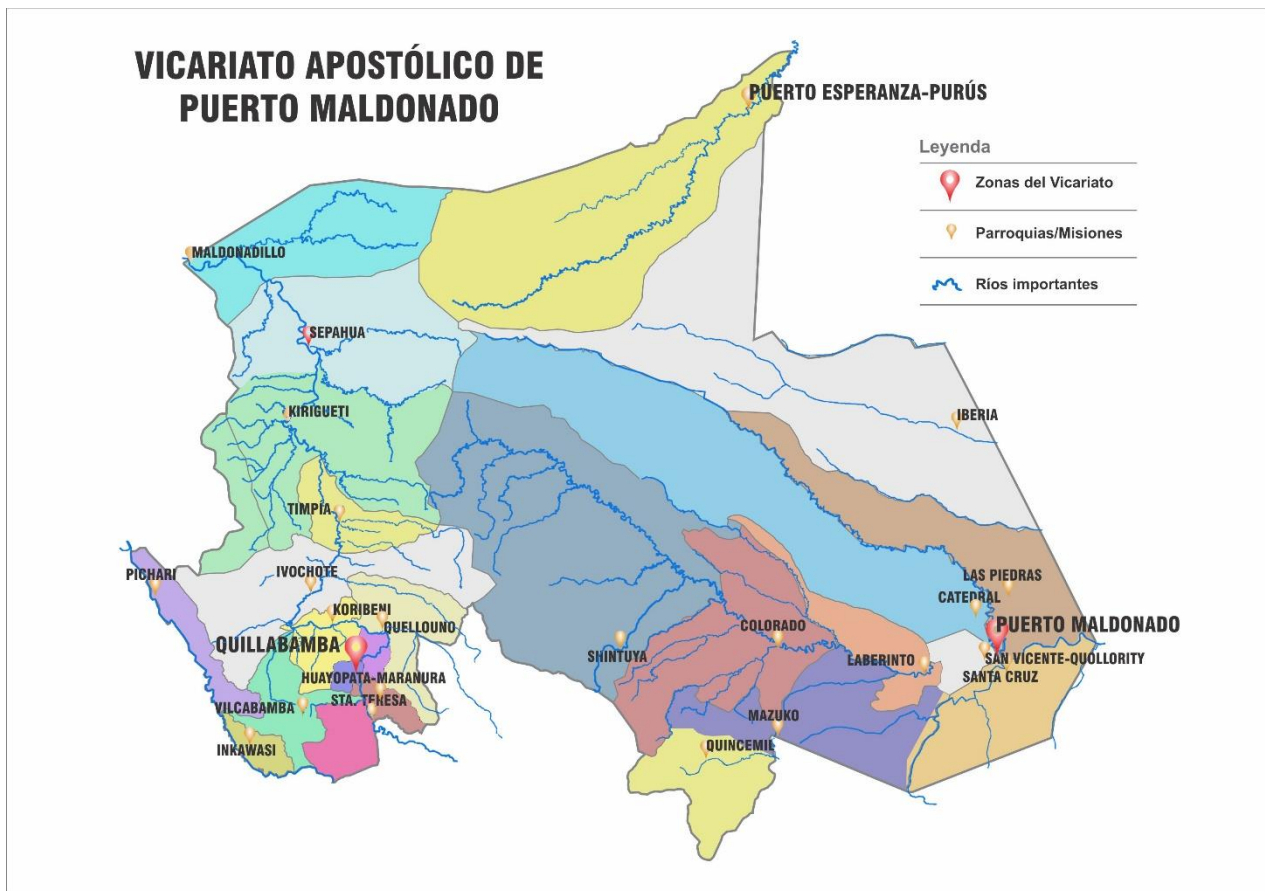 VICARIATO APOSTÓLICO DE
PUERTO MALDONADO
PUERTO ESPERANZA-PURÚS
Leyenda
Zonas del Vicariato
Parroquias/Misiones
Ríos importantes
MALDONADILLO
SEPAHUA
KIRIGUETI
IBERIA
TIMPÍA
PICHARI
IVOCHOTE
LAS PIEDRAS
CATEDRAL
KORIBENI
QUELLOUNO
PUERTO MALDONADO
COLORADO
QUILLABAMBA
SHINTUYA
LABERINTO
SAN VICENTE-QUOLLORITY
SANTA CRUZ
HUAYOPATA-MARANURA
STA. TERESA
VILCABAMBA
MAZUKO
INKAWASI
QUINCEMIL